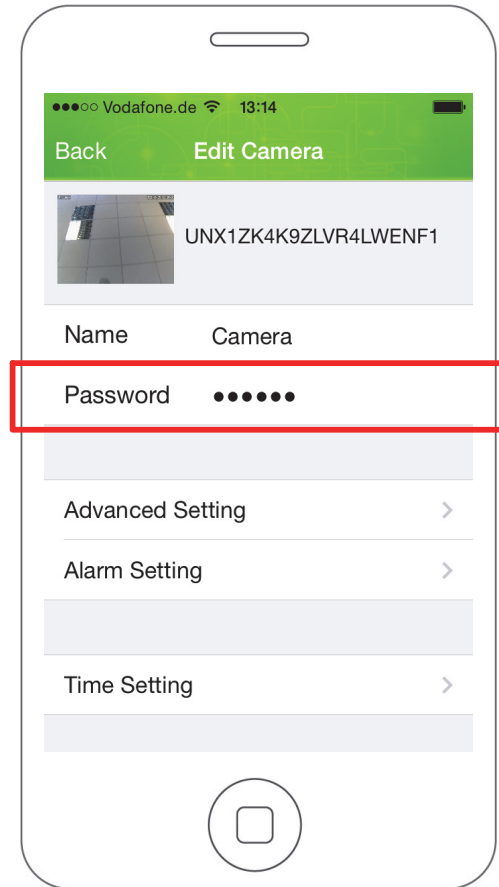 Vodafone.de 13:14
Back Edit Camera
UNX1ZK4K9ZLVR4LWENF1
Name Camera
Password ●●●●●●
Advanced Setting
Alarm Setting
Time Setting